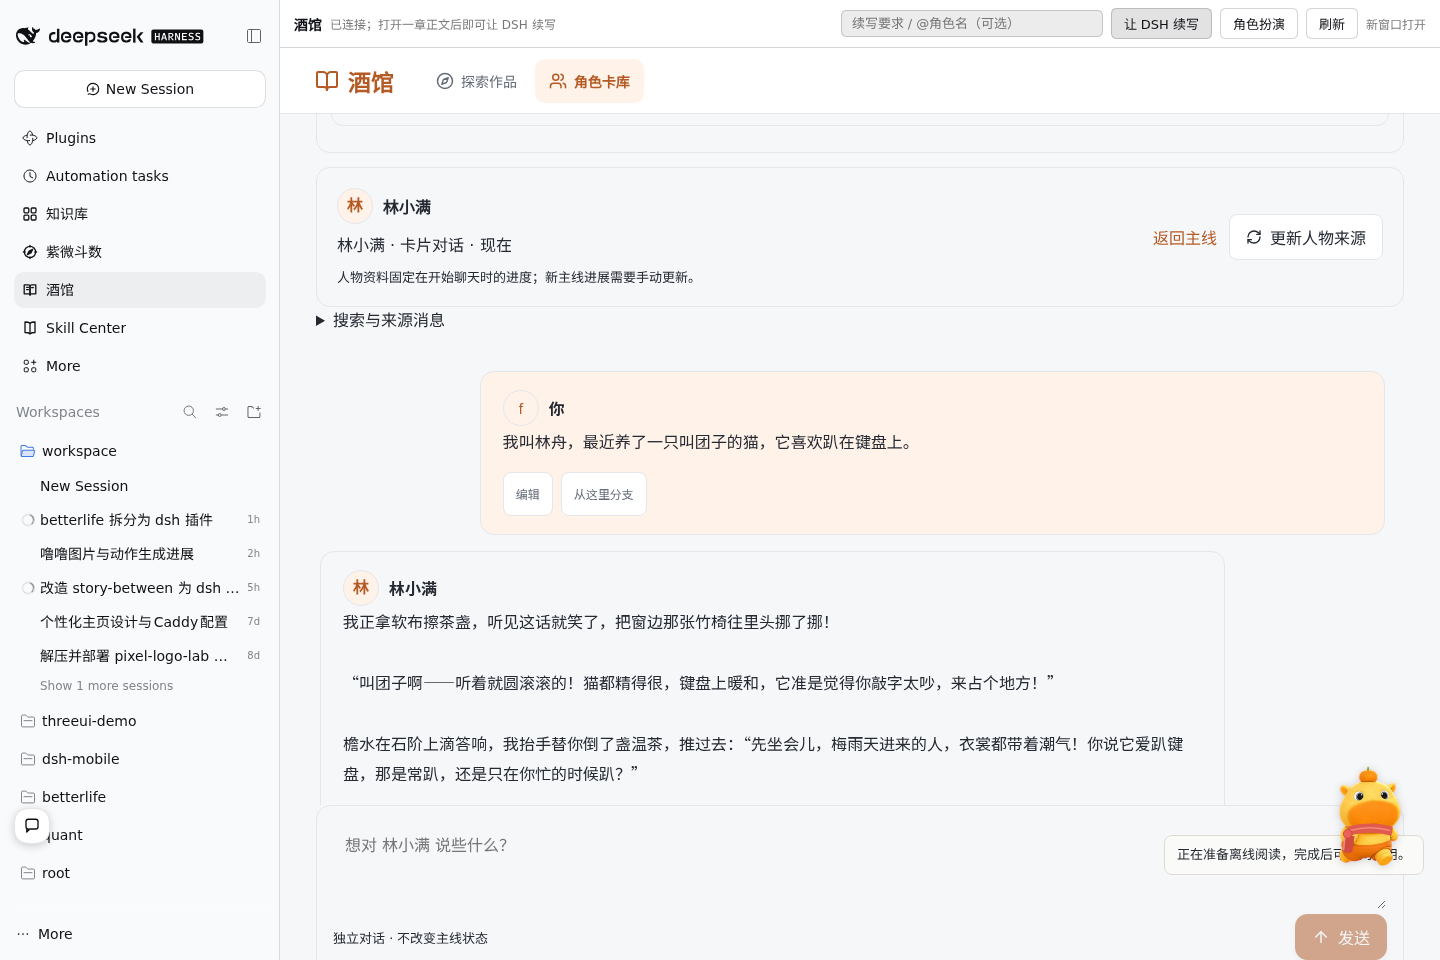 deepseek HARNESS
New Session
Plugins
Automation tasks
知识库
紫微斗数
酒馆
Skill Center
More
Workspaces
workspace
New Session
betterlife 拆分为 dsh 插件 1h
噜噜图片与动作生成进展 2h
改造 story-between 为 dsh ... 5h
个性化主页设计与Caddy配置 7d
解压并部署 pixel-logo-lab ... 8d
Show 1 more sessions
threeui-demo
dsh-mobile
betterlife
quant
root
More
酒馆 已连接；打开一章正文后即可让 DSH 续写
续写要求 / @角色名（可选）
让 DSH 续写
角色扮演
刷新
新窗口打开
酒馆
探索作品
角色卡库
林 林小满
林小满 · 卡片对话 · 现在
人物资料固定在开始聊天时的进度；新主线进展需要手动更新。
返回主线
更新人物来源
搜索与来源消息
f 你
我叫林舟，最近养了一只叫团子的猫，它喜欢趴在键盘上。
编辑
从这里分支
林 林小满
我正拿软布擦茶盏，听见这话就笑了，把窗边那张竹椅往里头挪了挪！
“叫团子啊——听着就圆滚滚的！猫都精得很，键盘上暖和，它准是觉得你敲字太吵，来占个地方！”
檐水在石阶上滴答响，我抬手替你倒了盏温茶，推过去：“先坐会儿，梅雨天进来的人，衣裳都带着潮气！你说它爱趴键
盘，那是常趴，还是只在你忙的时候趴？”
想对 林小满 说些什么？
正在准备离线阅读，完成后可
用。
独立对话 · 不改变主线状态
发送